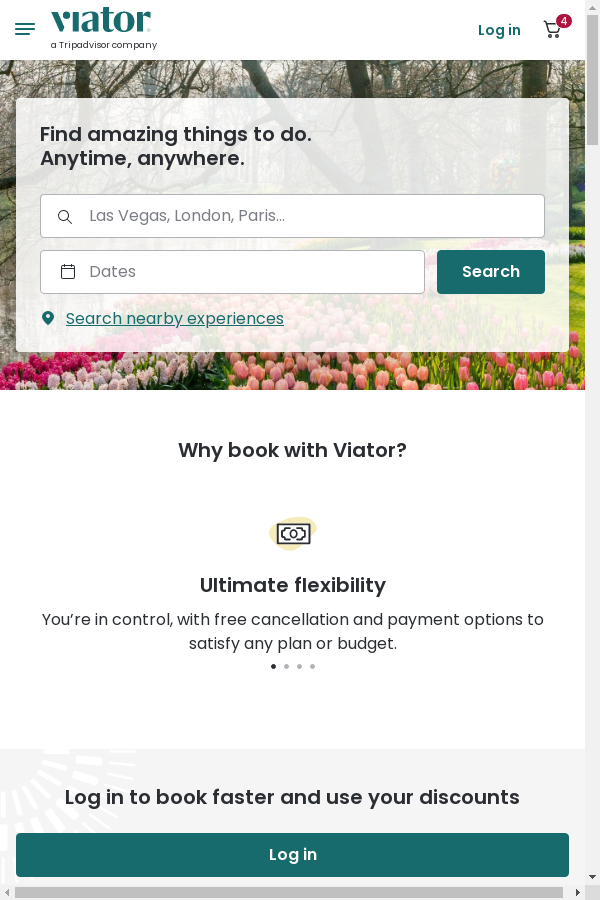 viator
a Tripadvisor company
Log in
4
Find amazing things to do.
Anytime, anywhere.
Las Vegas, London, Paris...
Dates
Search
Search nearby experiences
Why book with Viator?
Ultimate flexibility
You’re in control, with free cancellation and payment options to
satisfy any plan or budget.
Log in to book faster and use your discounts
Log in